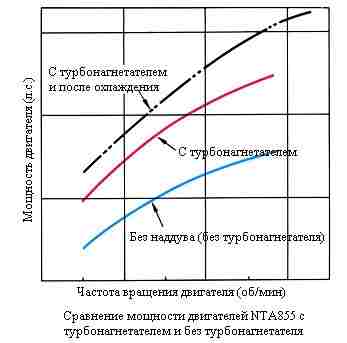 С турбонагнетателем
и после охлаждения
С турбонагнетателем
Без наддува (без турбонагнетателя)
Мощность двигателя (л.с.)
Частота вращения двигателя (об/мин)
Сравнение мощности двигателей NTA855 с
турбонагнетателем и без турбонагнетателя